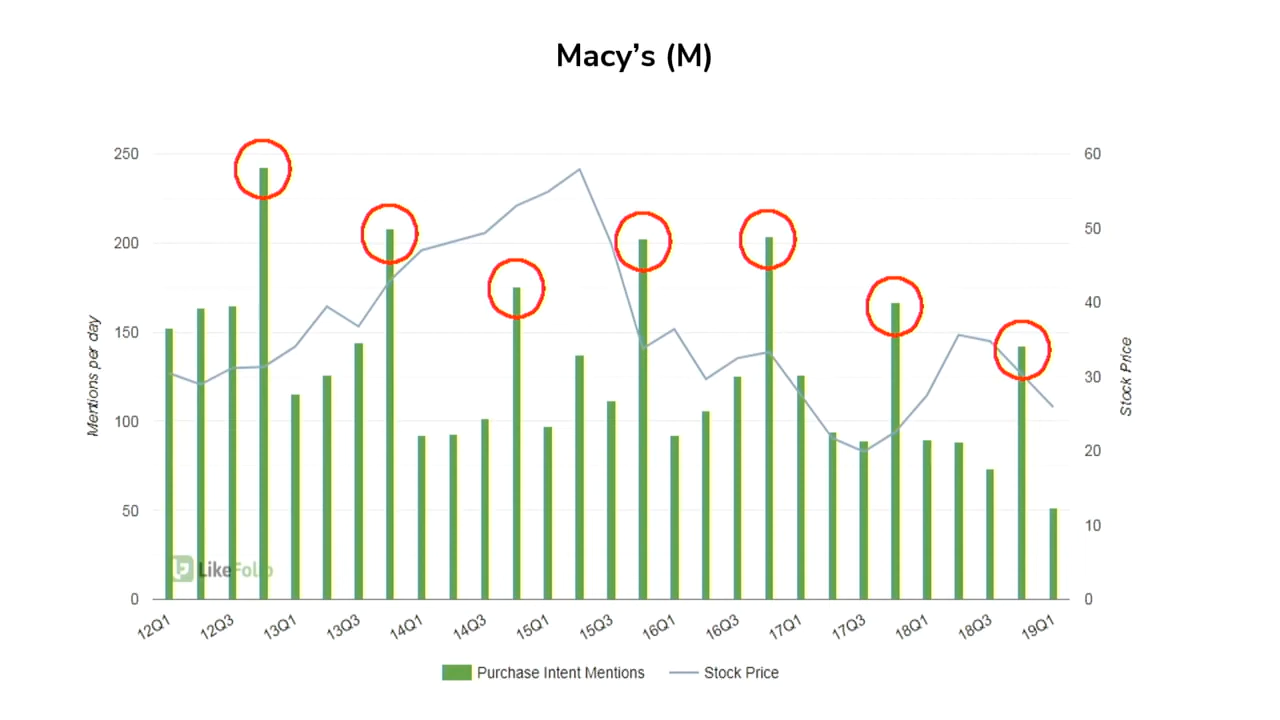 Macy's (M)
250
200
150
100
50
0
Mentions per day
60
50
40
30
20
10
0
Stock Price
LikeFolio
12Q1
12Q3
13Q1
13Q3
14Q1
14Q3
15Q1
15Q3
16Q1
16Q3
17Q1
17Q3
18Q1
18Q3
19Q1
Purchase Intent Mentions
Stock Price